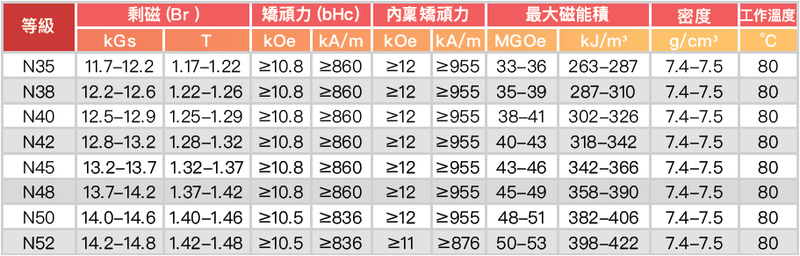 等級 剩磁 (Br ) 矯頑力 (bHc) 內稟矯頑力 最大磁能積 密度 工作溫度
kGs T kOe kA/m kOe kA/m MGOe kJ/m³ g/cm³ °C
N35 11.7–12.2 1.17–1.22 ≥10.8 ≥860 ≥12 ≥955 33–36 263–287 7.4–7.5 80
N38 12.2–12.6 1.22–1.26 ≥10.8 ≥860 ≥12 ≥955 35–39 287–310 7.4–7.5 80
N40 12.5–12.9 1.25–1.29 ≥10.8 ≥860 ≥12 ≥955 38–41 302–326 7.4–7.5 80
N42 12.8–13.2 1.28–1.32 ≥10.8 ≥860 ≥12 ≥955 40–43 318–342 7.4–7.5 80
N45 13.2–13.7 1.32–1.37 ≥10.8 ≥860 ≥12 ≥955 43–46 342–366 7.4–7.5 80
N48 13.7–14.2 1.37–1.42 ≥10.8 ≥860 ≥12 ≥955 45–49 358–390 7.4–7.5 80
N50 14.0–14.6 1.40–1.46 ≥10.5 ≥836 ≥12 ≥955 48–51 382–406 7.4–7.5 80
N52 14.2–14.8 1.42–1.48 ≥10.5 ≥836 ≥11 ≥876 50–53 398–422 7.4–7.5 80